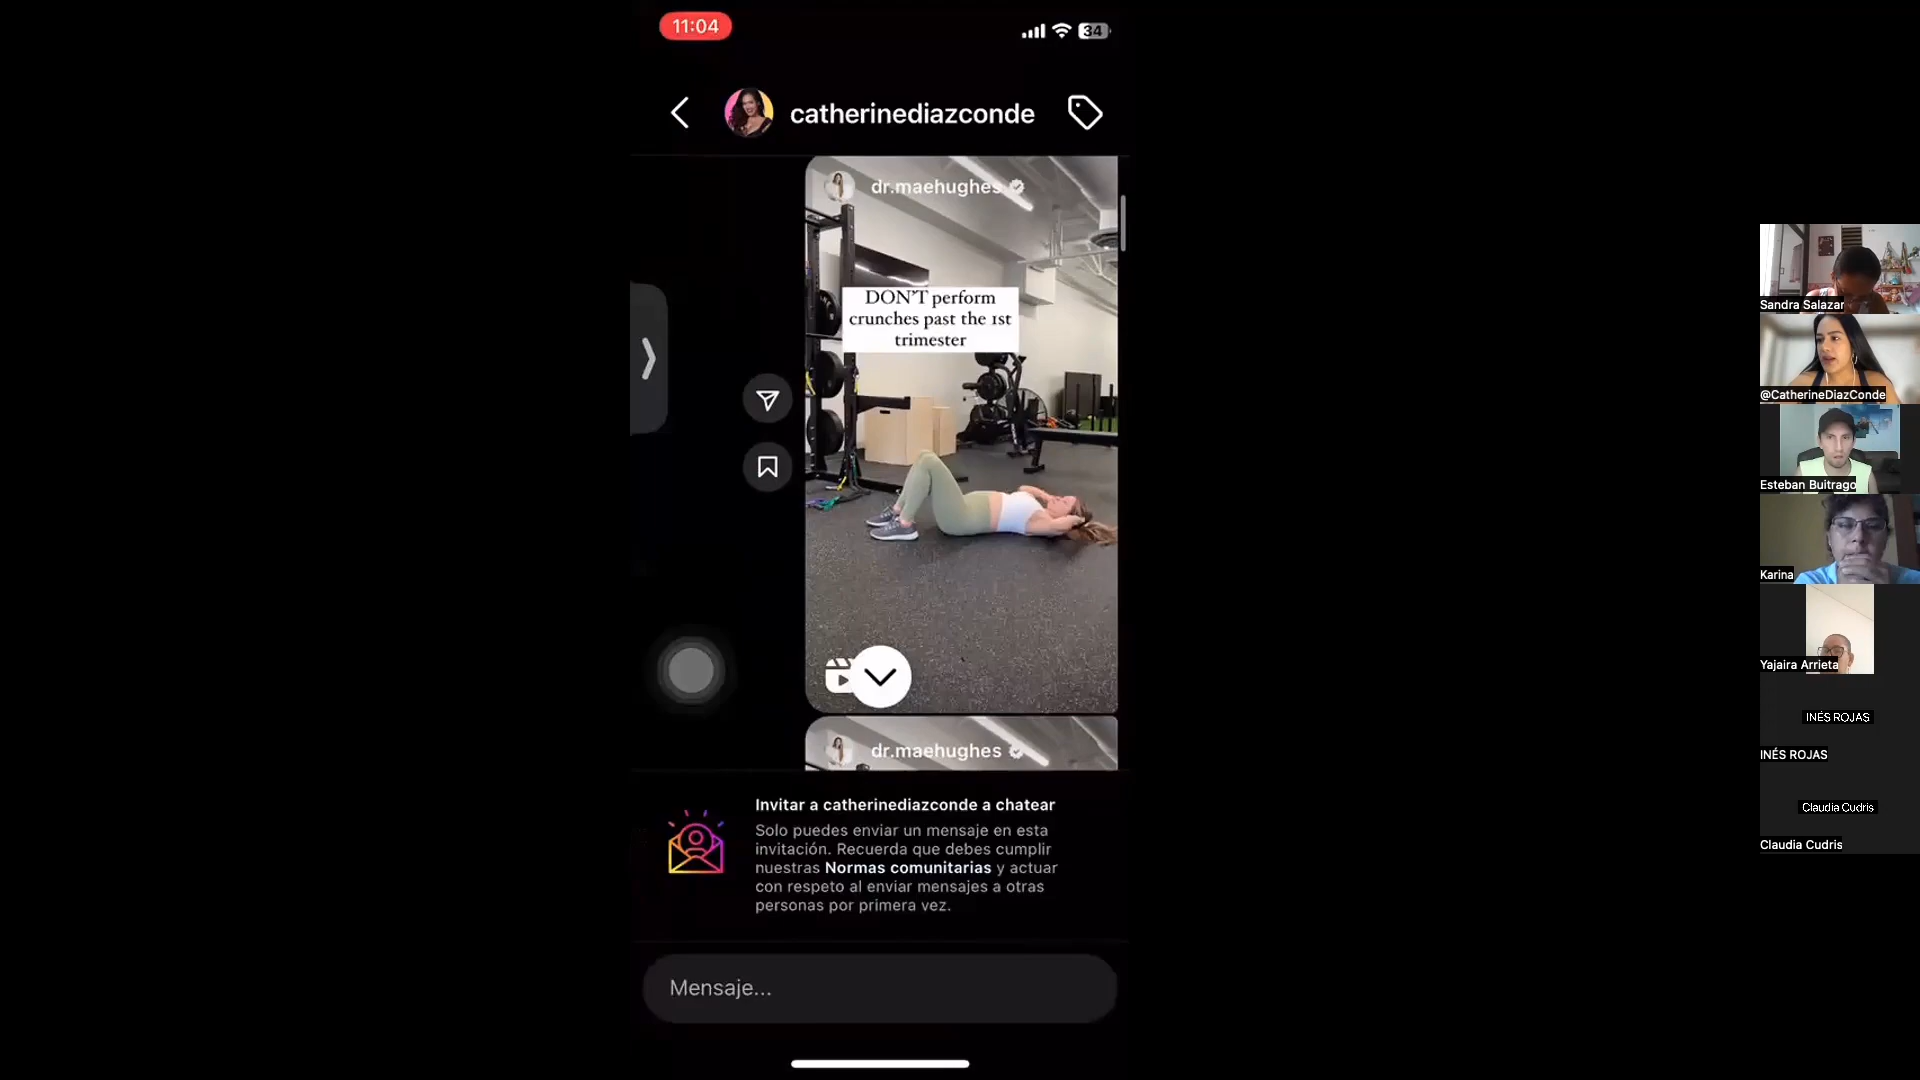 11:04
34
catherinediazconde
dr.maehughes
DON'T perform
crunches past the 1st
trimester
dr.maehughes
Invitar a catherinediazconde a chatear
Solo puedes enviar un mensaje en esta
invitación. Recuerda que debes cumplir
nuestras Normas comunitarias y actuar
con respeto al enviar mensajes a otras
personas por primera vez.
Mensaje...
Sandra Salazar
@CatherineDiazConde
Esteban Buitrago
Karina
Yajaira Arrieta
INÉS ROJAS
INÉS ROJAS
Claudia Cudris
Claudia Cudris